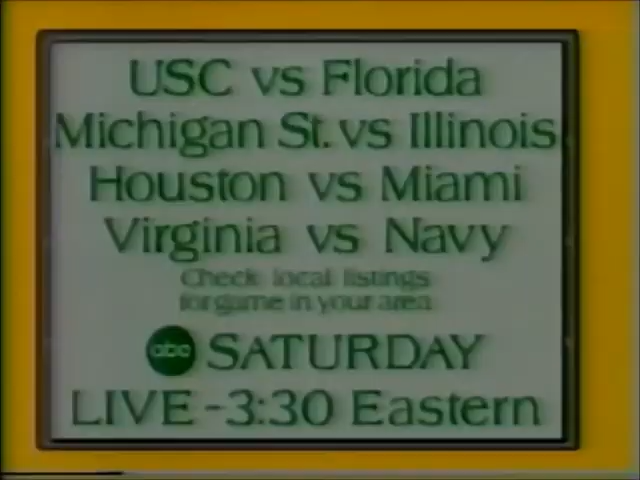 USC vs Florida
Michigan St. vs Illinois
Houston vs Miami
Virginia vs Navy
Check local listings
for game in your area
abc SATURDAY
LIVE - 3:30 Eastern